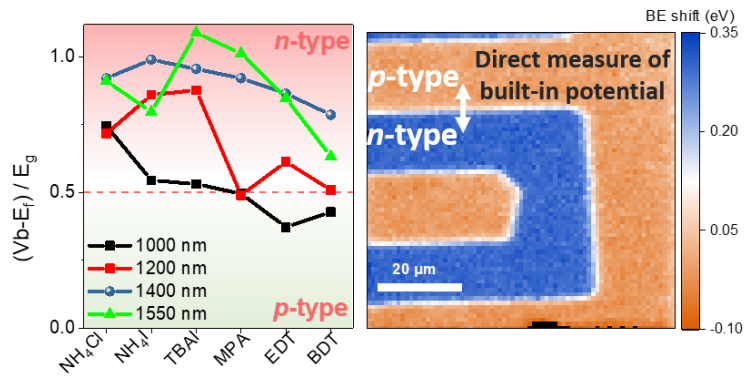 1.0
0.5
0.0
(Vb-E_f) / E_g
n-type
p-type
1000 nm
1200 nm
1400 nm
1550 nm
NH₄Cl
NH₄I
TBAI
MPA
EDT
BDT
p-type
n-type
Direct measure of
built-in potential
20 µm
BE shift (eV)
0.35
0.20
0.05
-0.10